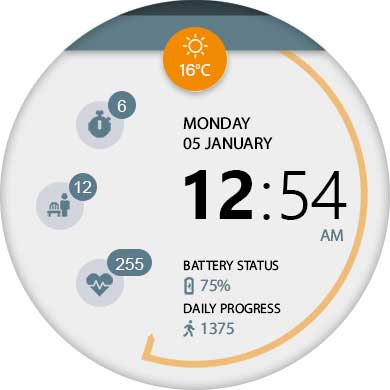 16°C
6
MONDAY
05 JANUARY
12
12:54
AM
255
BATTERY STATUS
75%
DAILY PROGRESS
1375